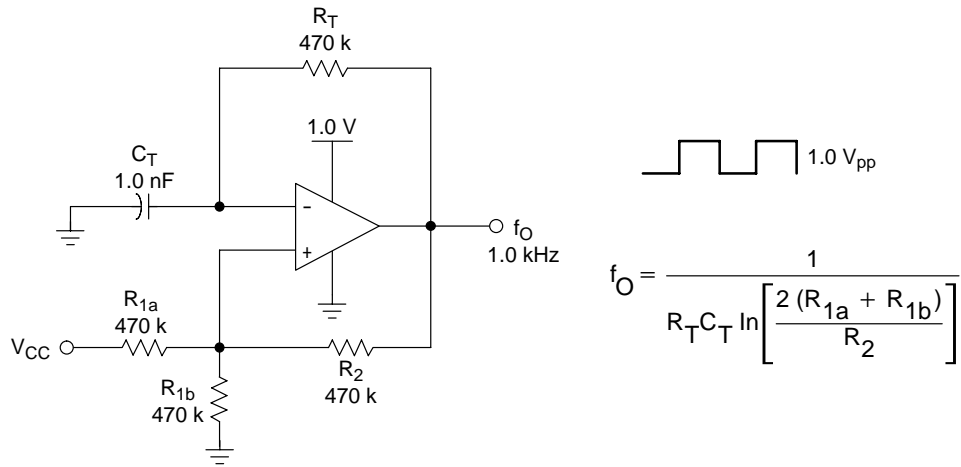 R_T
470 k
1.0 V
C_T
1.0 nF
-
+
f_O
1.0 kHz
R_1a
470 k
V_CC
R_1b
470 k
R_2
470 k
1.0 V_pp
f_O = 1 / R_T C_T ln [ 2 (R_1a + R_1b) / R_2 ]